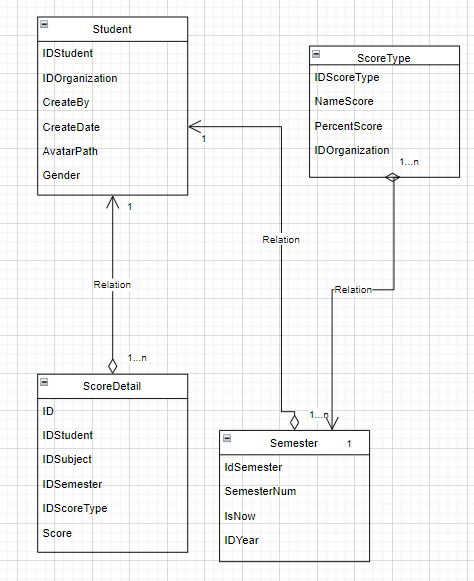 Student
IDStudent
IDOrganization
CreateBy
CreateDate
AvatarPath
Gender
ScoreType
IDScoreType
NameScore
PercentScore
IDOrganization
1...n
1
1
Relation
Relation
Relation
1...n
1...n
ScoreDetail
ID
IDStudent
IDSubject
IDSemester
IDScoreType
Score
Semester
1
IdSemester
SemesterNum
IsNow
IDYear